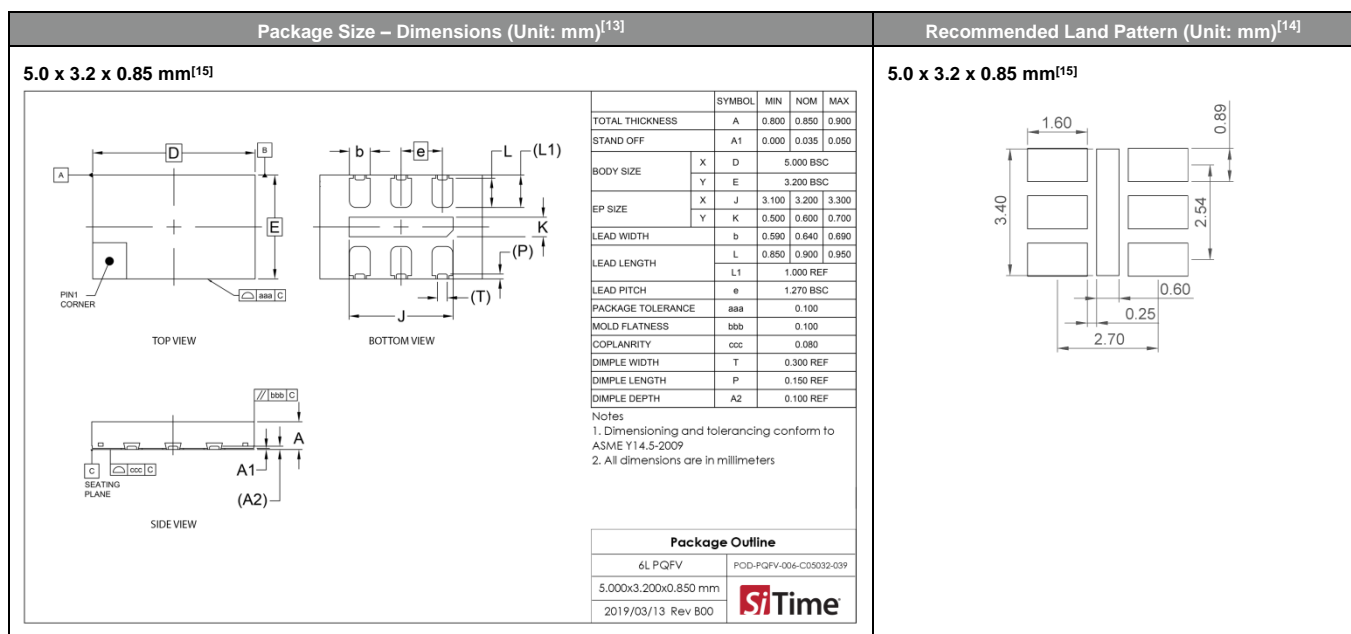 Package Size – Dimensions (Unit: mm)[13]
Recommended Land Pattern (Unit: mm)[14]
5.0 x 3.2 x 0.85 mm[15]
D
B
A
E
PIN1
CORNER
aaa C
TOP VIEW
b
e
L
(L1)
K
(P)
(T)
J
BOTTOM VIEW
// bbb C
A
A1
(A2)
C
ccc C
SEATING
PLANE
SIDE VIEW
SYMBOL MIN NOM MAX
TOTAL THICKNESS A 0.800 0.850 0.900
STAND OFF A1 0.000 0.035 0.050
BODY SIZE X D 5.000 BSC
Y E 3.200 BSC
EP SIZE X J 3.100 3.200 3.300
Y K 0.500 0.600 0.700
LEAD WIDTH b 0.590 0.640 0.690
LEAD LENGTH L 0.850 0.900 0.950
L1 1.000 REF
LEAD PITCH e 1.270 BSC
PACKAGE TOLERANCE aaa 0.100
MOLD FLATNESS bbb 0.100
COPLANRITY ccc 0.080
DIMPLE WIDTH T 0.300 REF
DIMPLE LENGTH P 0.150 REF
DIMPLE DEPTH A2 0.100 REF
Notes
1. Dimensioning and tolerancing conform to
ASME Y14.5-2009
2. All dimensions are in millimeters
Package Outline
6L PQFV POD-PQFV-006-C05032-039
5.000x3.200x0.850 mm
2019/03/13 Rev B00
SiTime
5.0 x 3.2 x 0.85 mm[15]
1.60
0.89
3.40
2.54
0.60
0.25
2.70